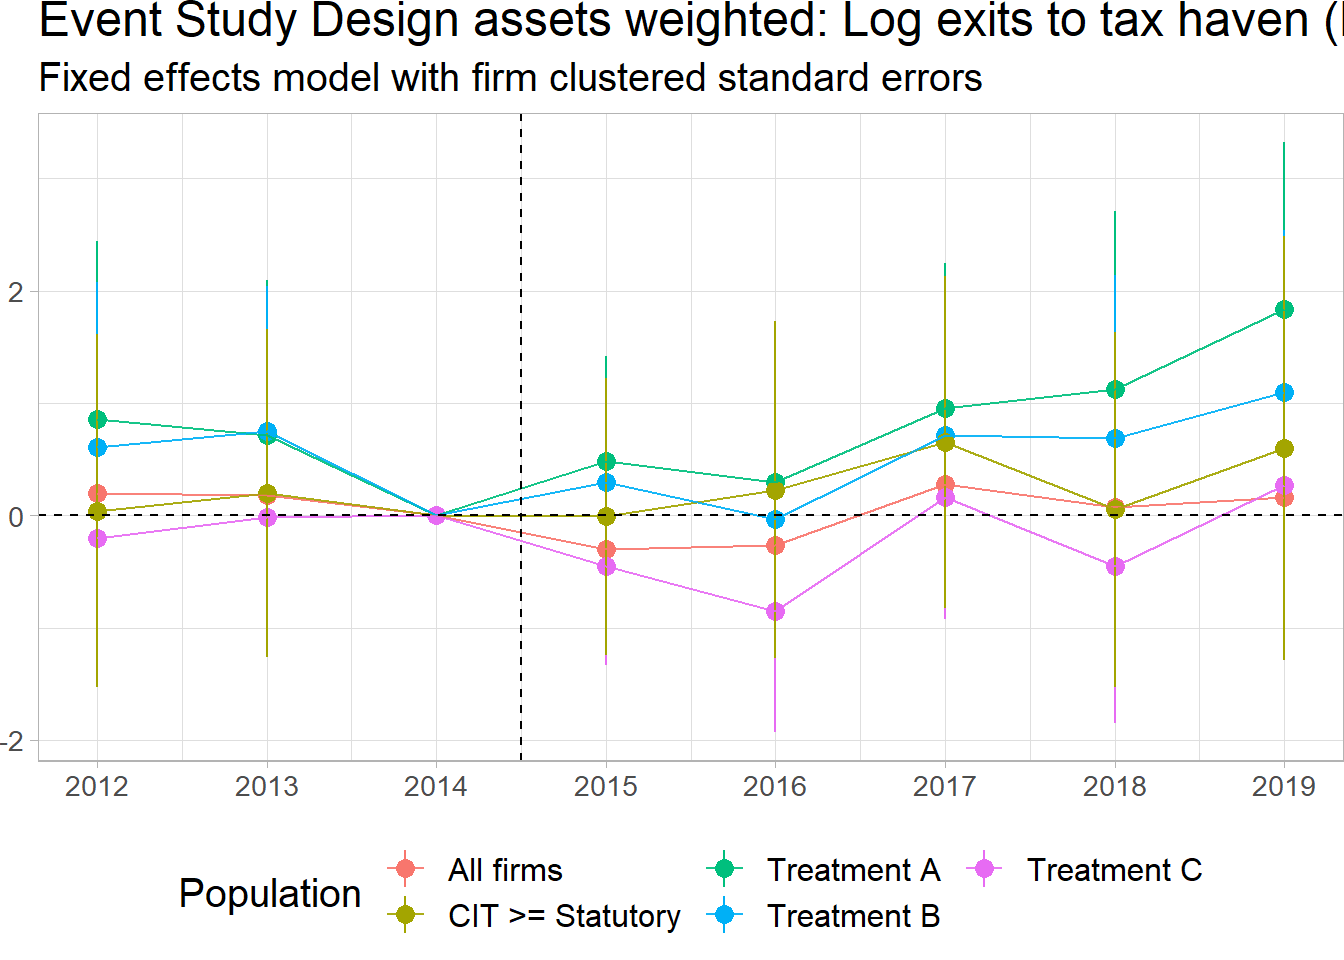 Event Study Design assets weighted: Log exits to tax haven (
Fixed effects model with firm clustered standard errors
2
0
-2
2012 2013 2014 2015 2016 2017 2018 2019
Population
All firms Treatment A Treatment C
CIT >= Statutory Treatment B